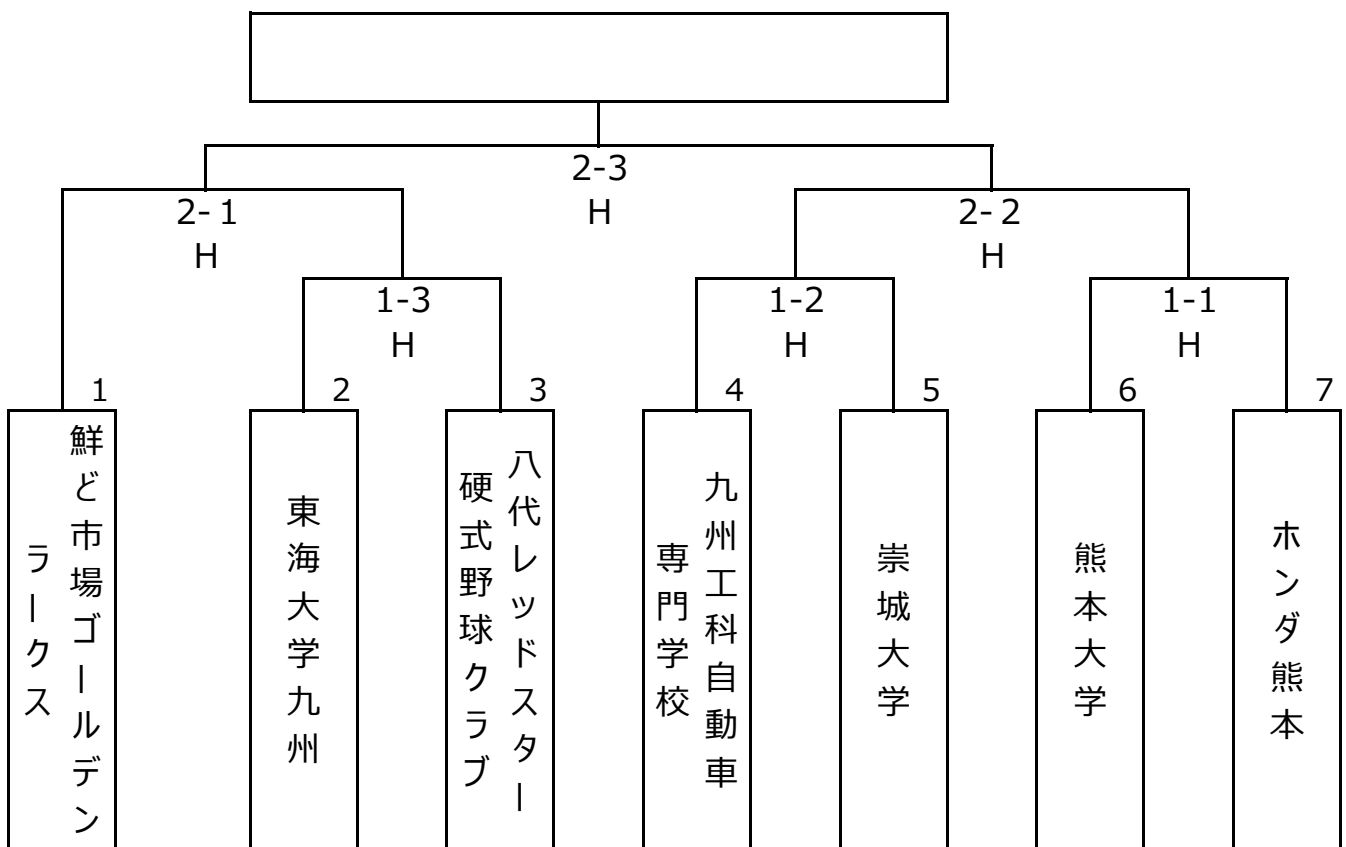 2-3
H
2-1
H
2-2
H
1-3
H
1-2
H
1-1
H
1
2
3
4
5
6
7
鮮ど市場ゴールデン
ラークス
東海大学九州
八代レッドスター
硬式野球クラブ
九州工科自動車
専門学校
崇城大学
熊本大学
ホンダ熊本